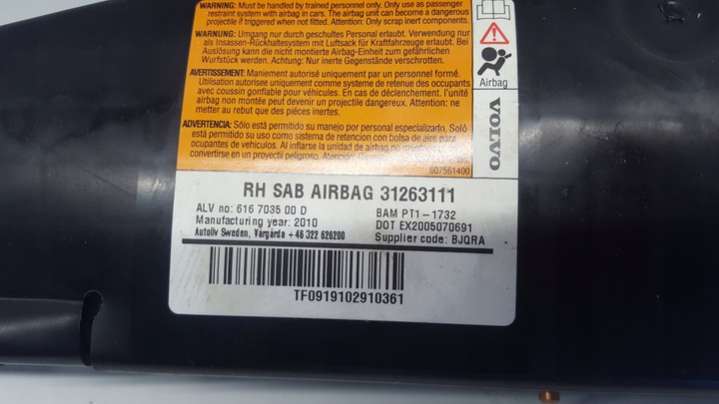 WARNING: Must be handled by trained personnel only. Only use as passenger
restraint system with airbag in cars. The airbag unit can become a dangerous
projectile if triggered when not fitted. Attention: Only scrap inert components.
WARNUNG: Umgang nur durch geschultes Personal erlaubt. Verwendung nur
als Insassen-Rückhaltesystem mit Luftsack für Kraftfahrzeuge erlaubt. Bei
Auslösung kann die nicht montierte Airbag-Einheit zum gefährlichen
Wurfgeschoss werden. Achtung: Nur inerte Gegenstände verschrotten.
AVERTISSEMENT: Maniement autorisé uniquement par un personnel formé.
Utilisation autorisée uniquement comme système de retenue des occupants
avec coussin gonflable pour véhicules. En cas de déclenchement, l'unité
airbag non montée peut devenir un projectile dangereux. Attention: ne
mettre au rebut que des pièces inertes.
ADVERTENCIA: Sólo está permitido su manejo por personal especializado. Solo
está permitido su uso como sistema de retención con bolsa de aire para
ocupantes de vehículos. Al inflarse la unidad de airbag no montada puede
convertirse en un proyectil peligroso. Atención:
607561400
Airbag
VOLVO
RH SAB AIRBAG 31263111
ALV no: 616 7035 00 D
BAM PT1-1732
Manufacturing year: 2010
DOT EX2005070691
Autoliv Sweden, Vårgårda +46 322 626200
Supplier code: BJQRA
TF0919102910361